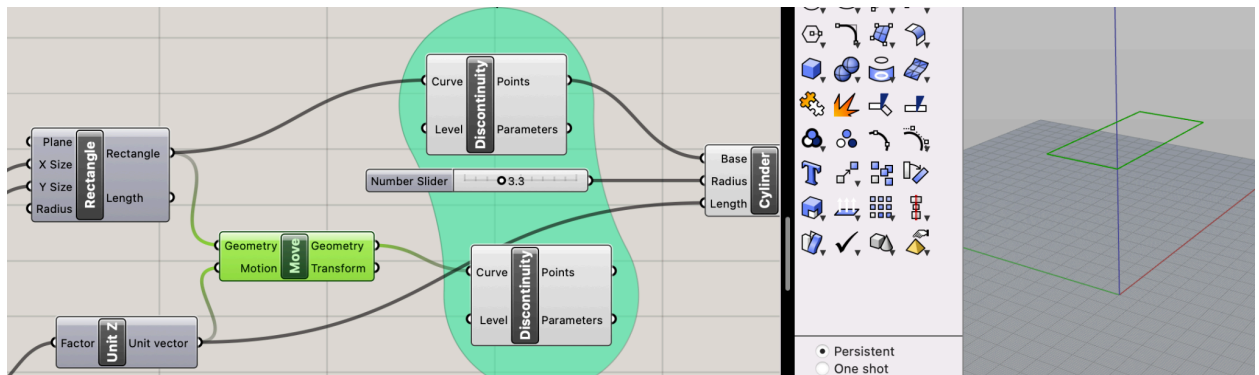 Plane
X Size
Y Size
Radius
Rectangle
Rectangle
Length
Curve
Level
Discontinuity
Points
Parameters
Number Slider
3.3
Base
Radius
Length
Cylinder
Geometry
Motion
Move
Geometry
Transform
Curve
Level
Discontinuity
Points
Parameters
Factor
Unit Z
Unit vector
Persistent
One shot